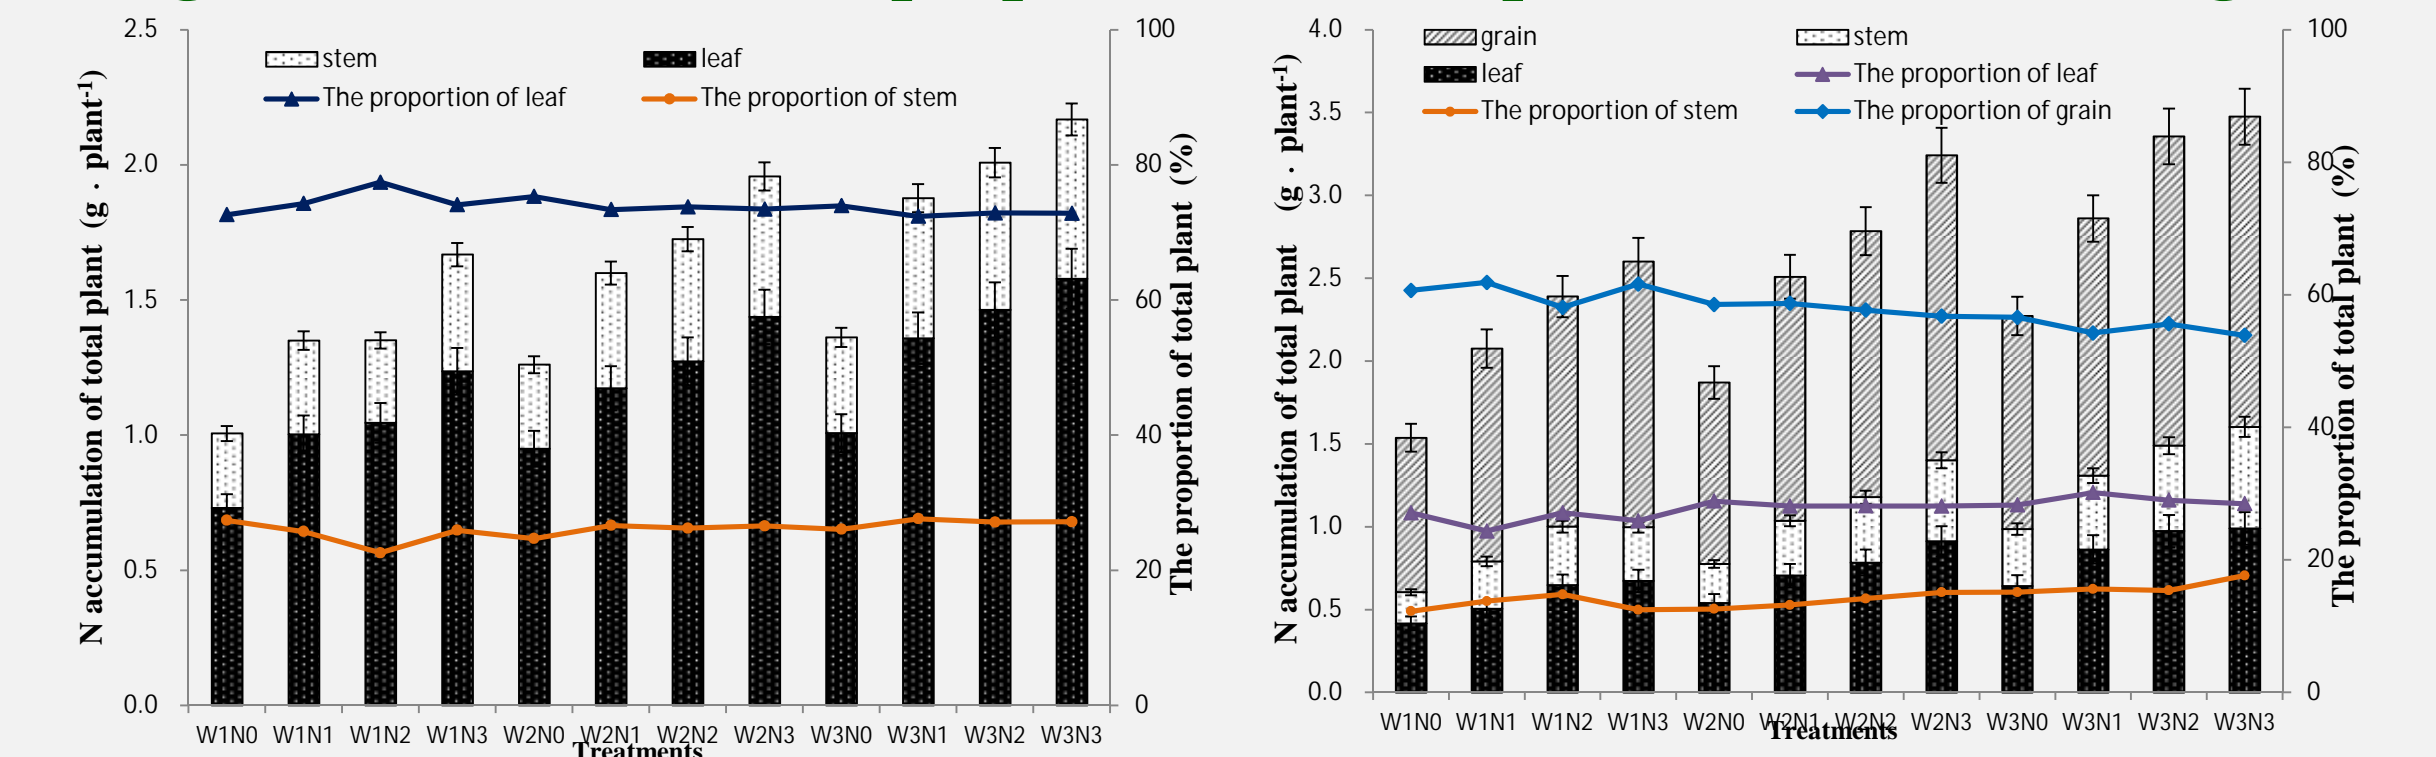 2.5
2.0
1.5
1.0
0.5
0.0
N accumulation of total plant (g · plant-1)
stem
leaf
The proportion of leaf
The proportion of stem
100
80
60
40
20
0
The proportion of total plant (%)
W1N0 W1N1 W1N2 W1N3 W2N0 W2N1 W2N2 W2N3 W3N0 W3N1 W3N2 W3N3
Treatments
4.0
3.5
3.0
2.5
2.0
1.5
1.0
0.5
0.0
N accumulation of total plant (g · plant-1)
grain
stem
leaf
The proportion of leaf
The proportion of stem
The proportion of grain
100
80
60
40
20
0
The proportion of total plant (%)
W1N0 W1N1 W1N2 W1N3 W2N0 W2N1 W2N2 W2N3 W3N0 W3N1 W3N2 W3N3
Treatments